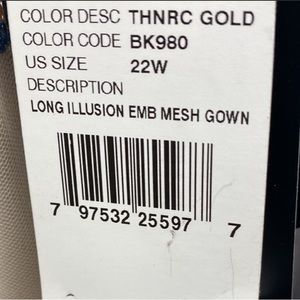 COLOR DESC THNRC GOLD
COLOR CODE BK980
US SIZE 22W
DESCRIPTION
LONG ILLUSION EMB MESH GOWN
7 97532 25597 7